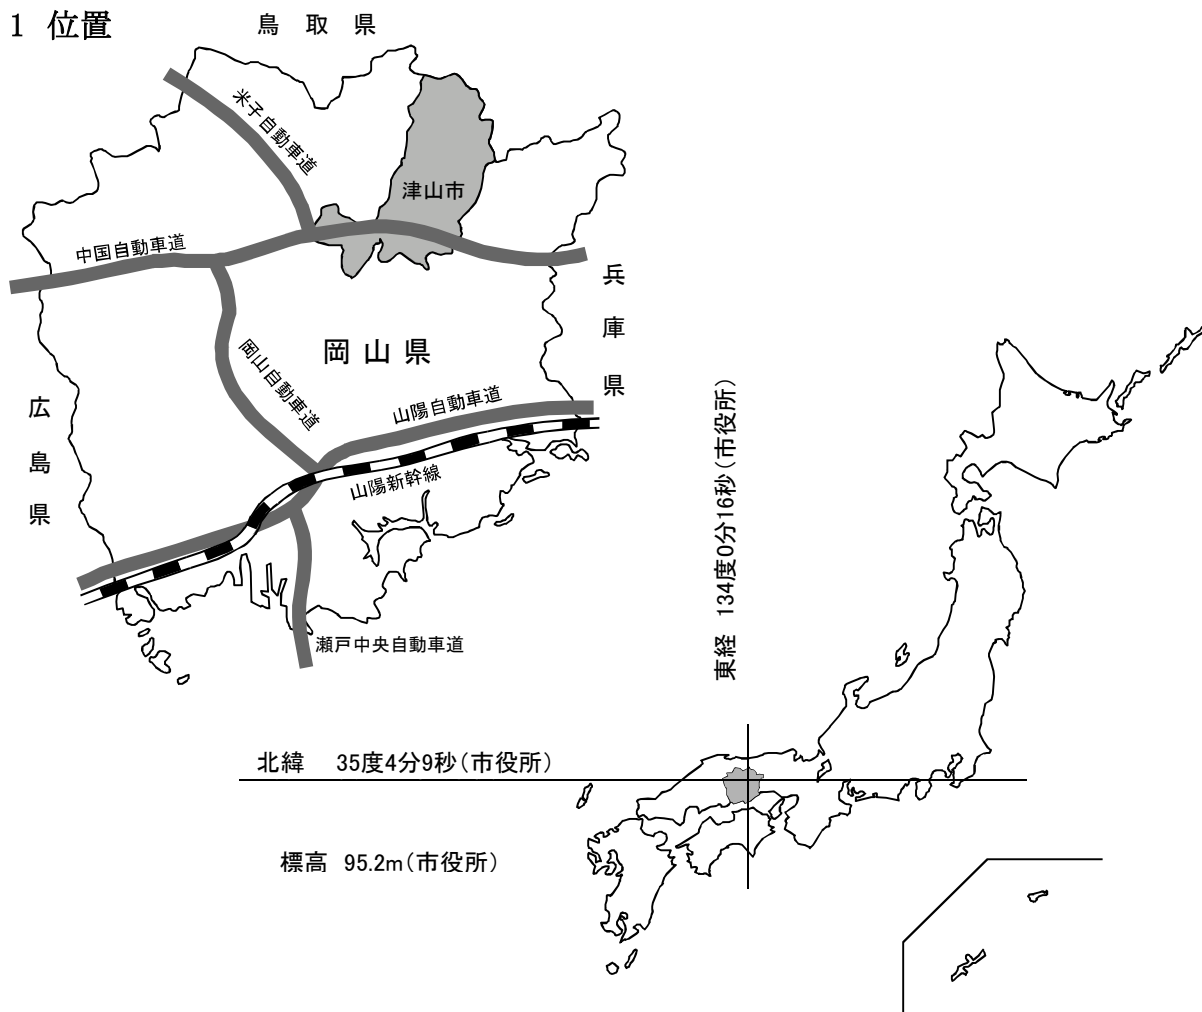 1 位置
鳥取県
米子自動車道
津山市
中国自動車道
兵庫県
岡山県
岡山自動車道
広島県
山陽自動車道
山陽新幹線
瀬戸中央自動車道
東経 134度0分16秒(市役所)
北緯 35度4分9秒(市役所)
標高 95.2m(市役所)